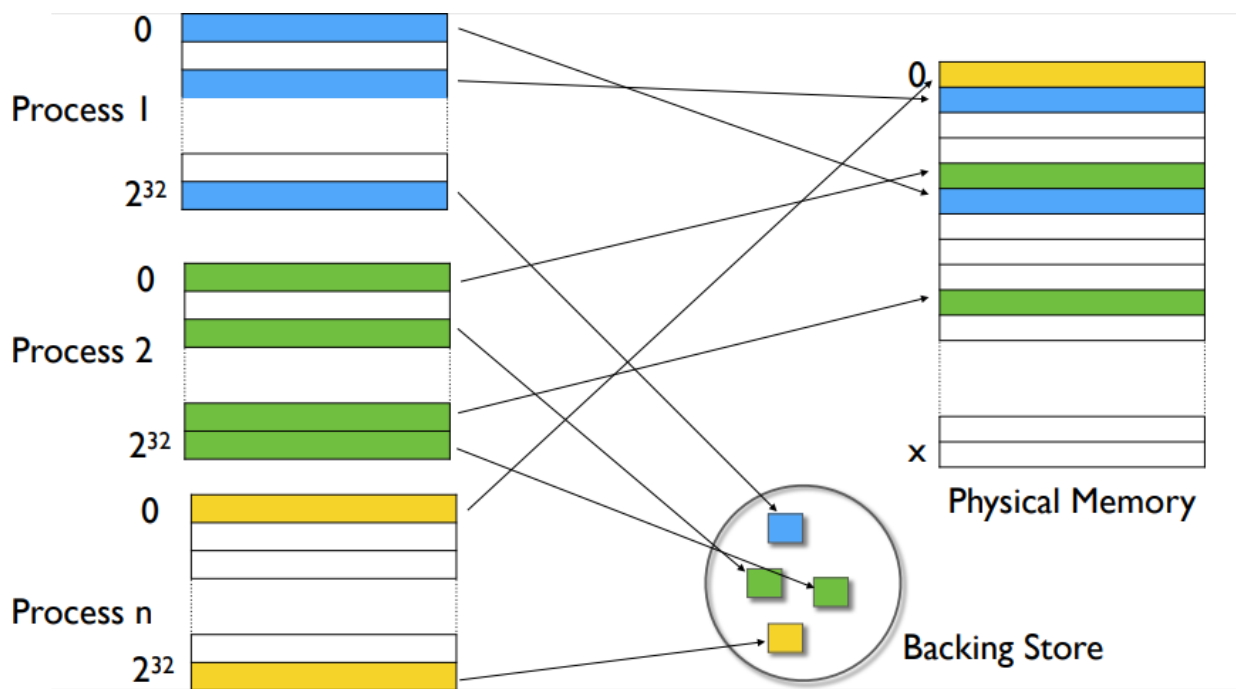 0
Process 1
2³²
0
Process 2
2³²
0
Process n
2³²
0
x
Physical Memory
Backing Store